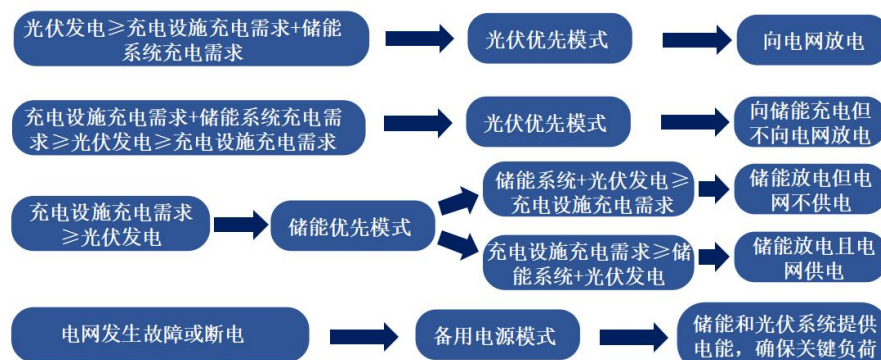 光伏发电≥充电设施充电需求+储能
系统充电需求
光伏优先模式
向电网放电
充电设施充电需求+储能系统充电需
求≥光伏发电≥充电设施充电需求
光伏优先模式
向储能充电但
不向电网放电
充电设施充电需求
≥光伏发电
储能优先模式
储能系统+光伏发电≥
充电设施充电需求
储能放电但电
网不供电
充电设施充电需求≥储
能系统+光伏发电
储能放电且电
网供电
电网发生故障或断电
备用电源模式
储能和光伏系统提供
电能，确保关键负荷